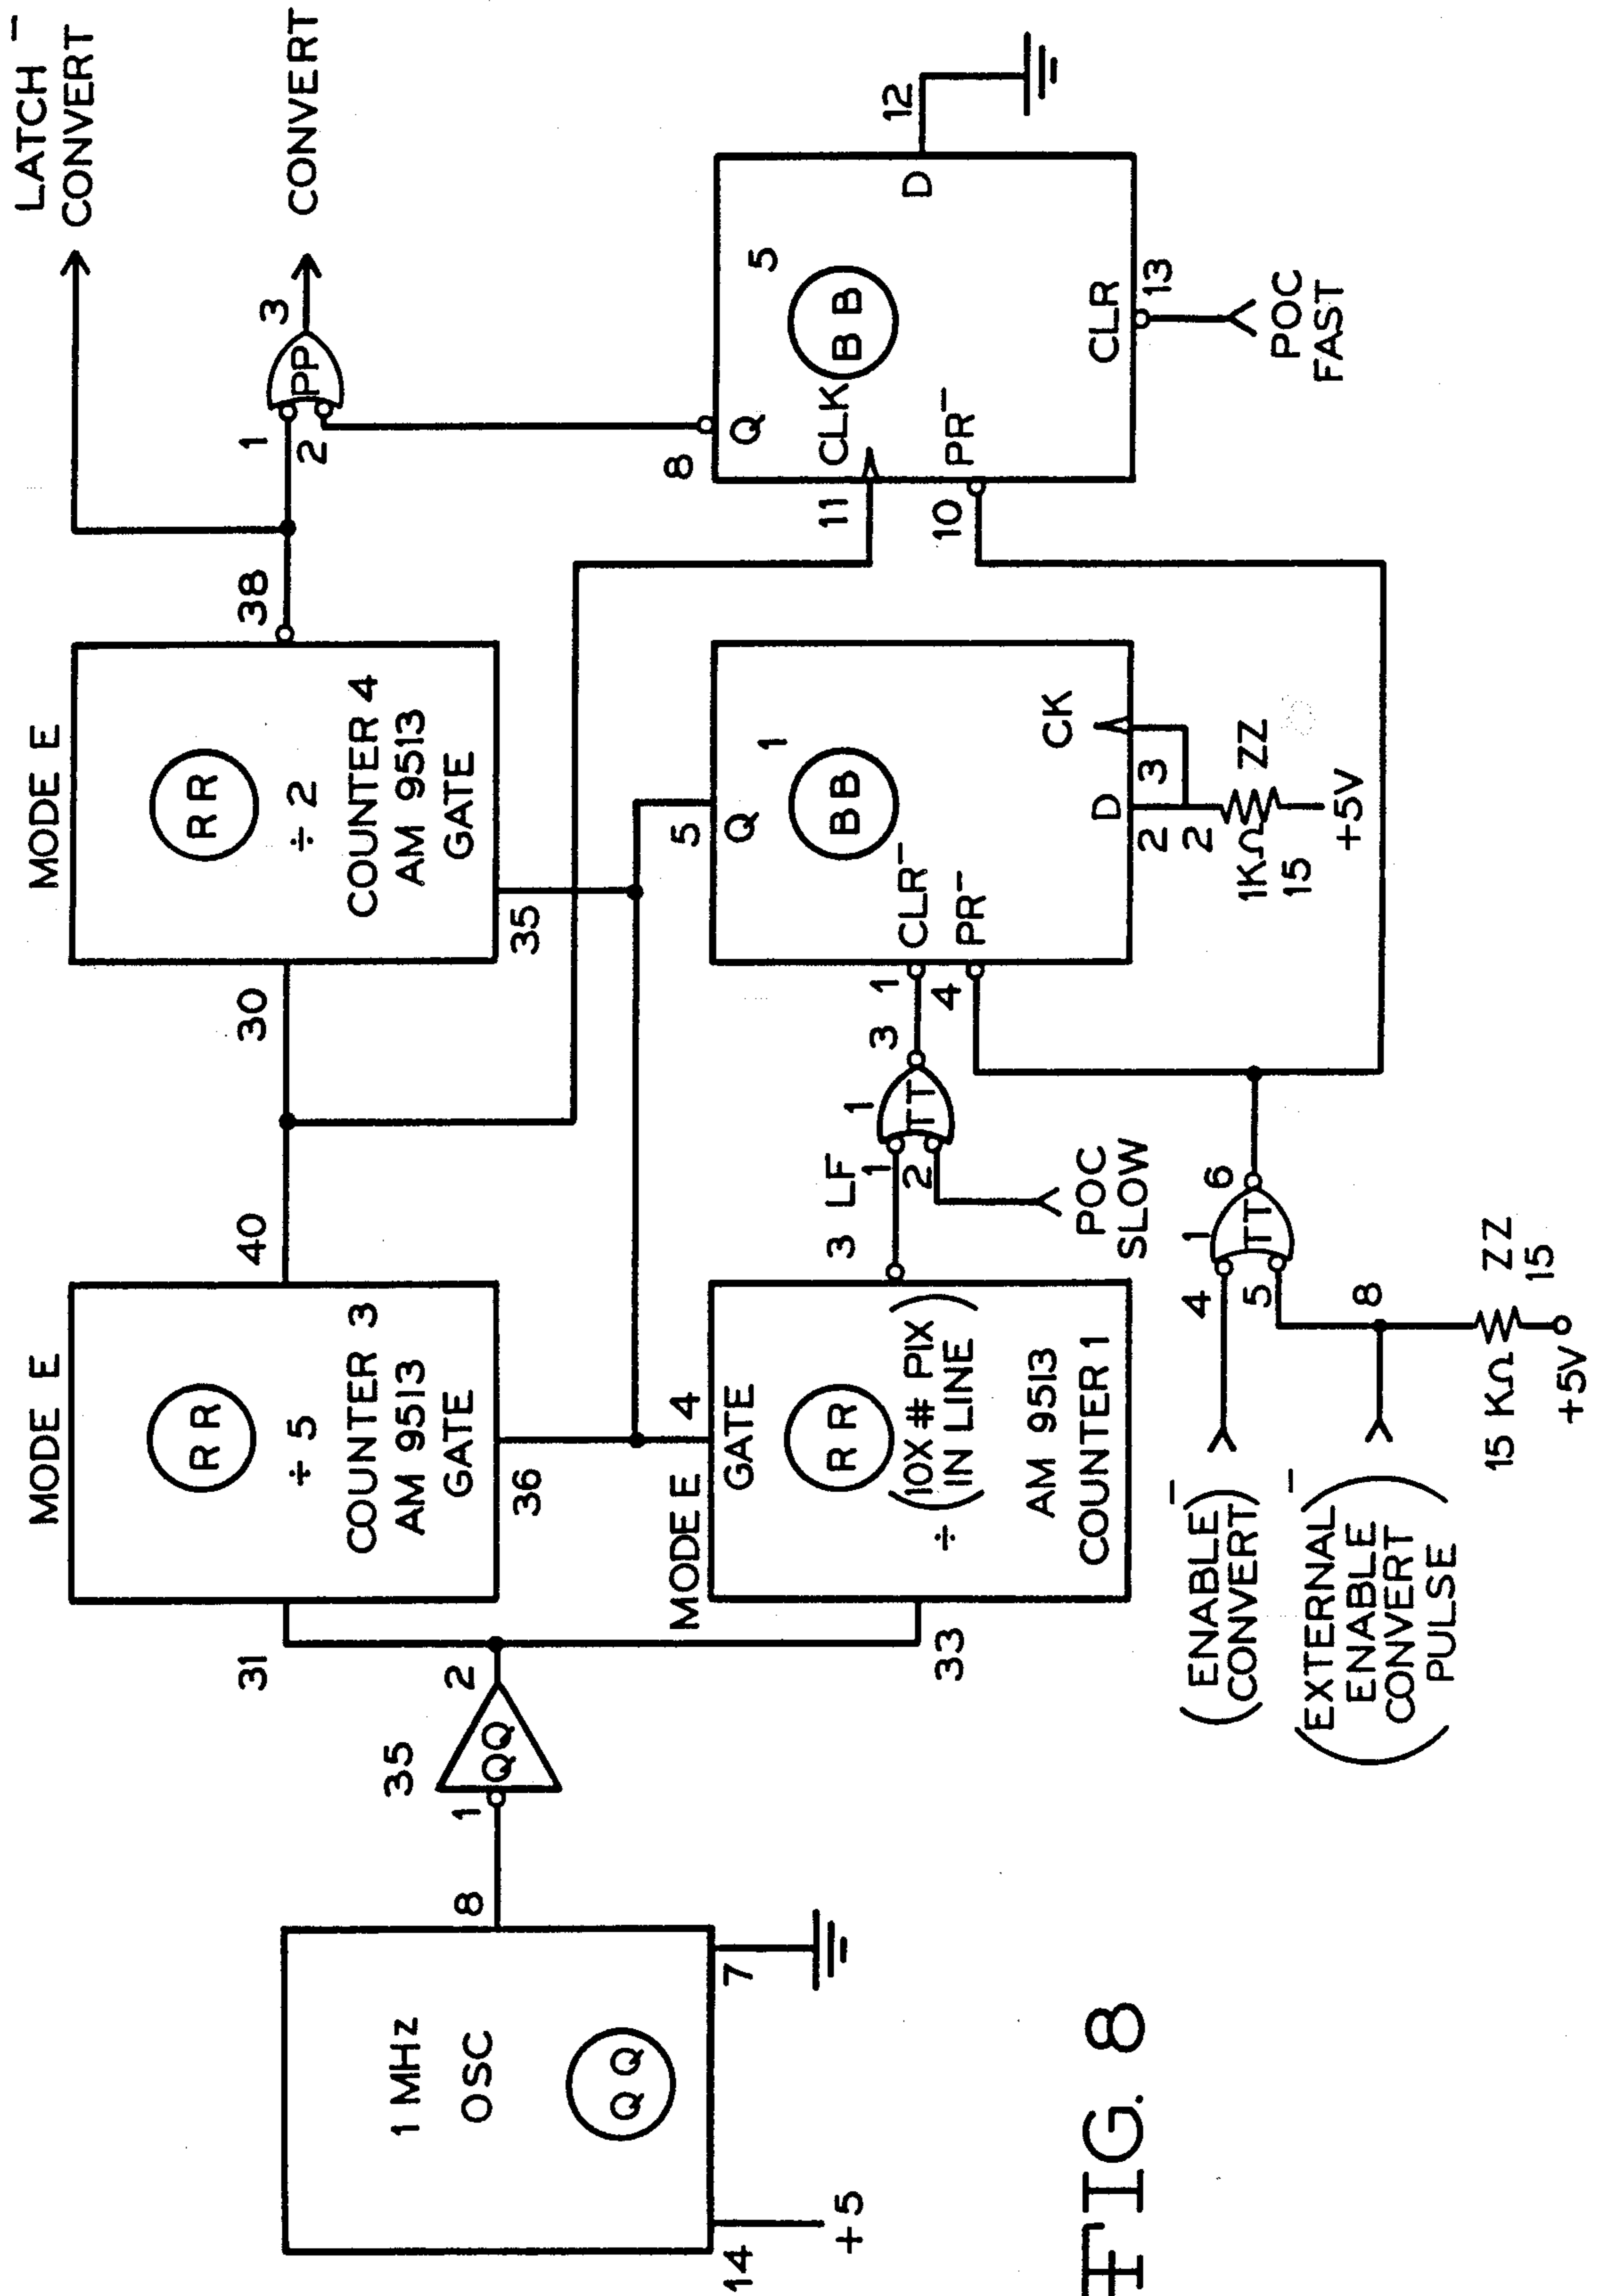 LATCH ‾
CONVERT
CONVERT
3
PP
1
2
38
MODE E
RR
÷ 2
COUNTER 4
AM 9513
GATE
35
30
40
MODE E
RR
÷ 5
COUNTER 3
AM 9513
GATE
36
31
35
QQ
1
2
8
1 MHz
OSC
QQ
7
14
+5
33
MODE E
4
GATE
RR
÷ (10X # PIX
IN LINE)
AM 9513
COUNTER 1
3
LF
1
2
1
TT
3
POC
SLOW
1
4
CLR‾
PR‾
5
Q
1
BB
CK
D
3
2
2
1KΩ
ZZ
15
+5V
8
Q
11
CLK
10
PR‾
5
BB
D
12
CLR
13
POC
FAST
(ENABLE
CONVERT)‾
4
5
1
TT
6
(EXTERNAL
ENABLE
CONVERT
PULSE)‾
8
15 KΩ
ZZ
15
+5V
FIG. 8